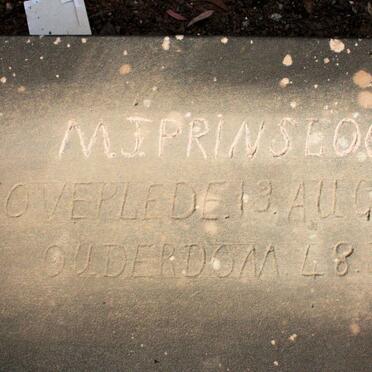 M J PRINSLOO
OVERLEDE. 13. AUG
OUDERDOM. 48.